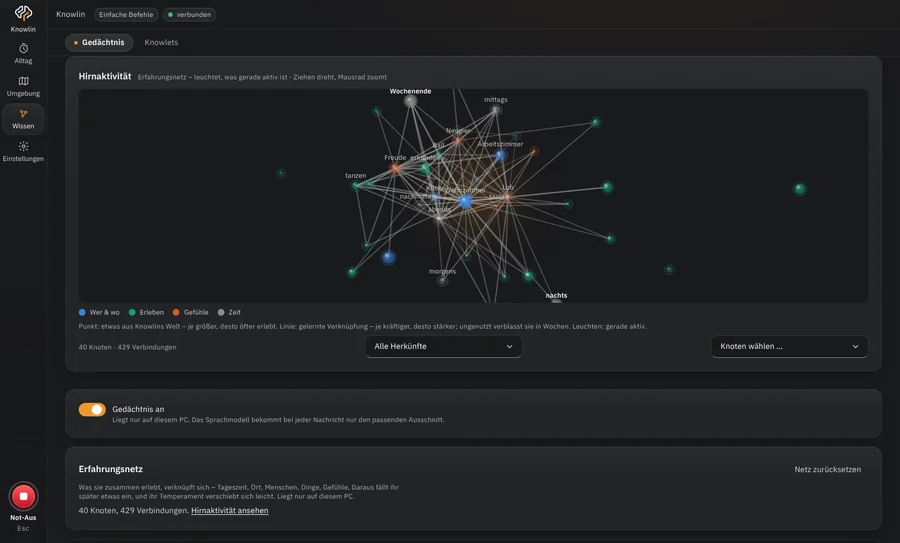 Knowlin Einfache Befehle verbunden
Knowlin
Alltag
Umgebung
Wissen
Einstellungen
Gedächtnis Knowlets
Hirnaktivität Erfahrungsnetz – leuchtet, was gerade aktiv ist · Ziehen dreht, Mausrad zoomt
Wochenende
mittags
Neugier
Ball
Arbeitszimmer
Freude
tanzen
Wohnzimmer
Lob
abends
morgens
nachts
Wer & wo Erleben Gefühle Zeit
Punkt: etwas aus Knowlins Welt – je größer, desto öfter erlebt. Linie: gelernte Verknüpfung – je kräftiger, desto stärker; ungenutzt verblasst sie in Wochen. Leuchten: gerade aktiv.
40 Knoten · 429 Verbindungen Alle Herkünfte Knoten wählen ...
Gedächtnis an
Liegt nur auf diesem PC. Das Sprachmodell bekommt bei jeder Nachricht nur den passenden Ausschnitt.
Erfahrungsnetz Netz zurücksetzen
Was sie zusammen erlebt, verknüpft sich – Tageszeit, Ort, Menschen, Dinge, Gefühle. Daraus fällt ihr
später etwas ein, und ihr Temperament verschiebt sich leicht. Liegt nur auf diesem PC.
40 Knoten, 429 Verbindungen. Hirnaktivität ansehen
Not-Aus
Esc